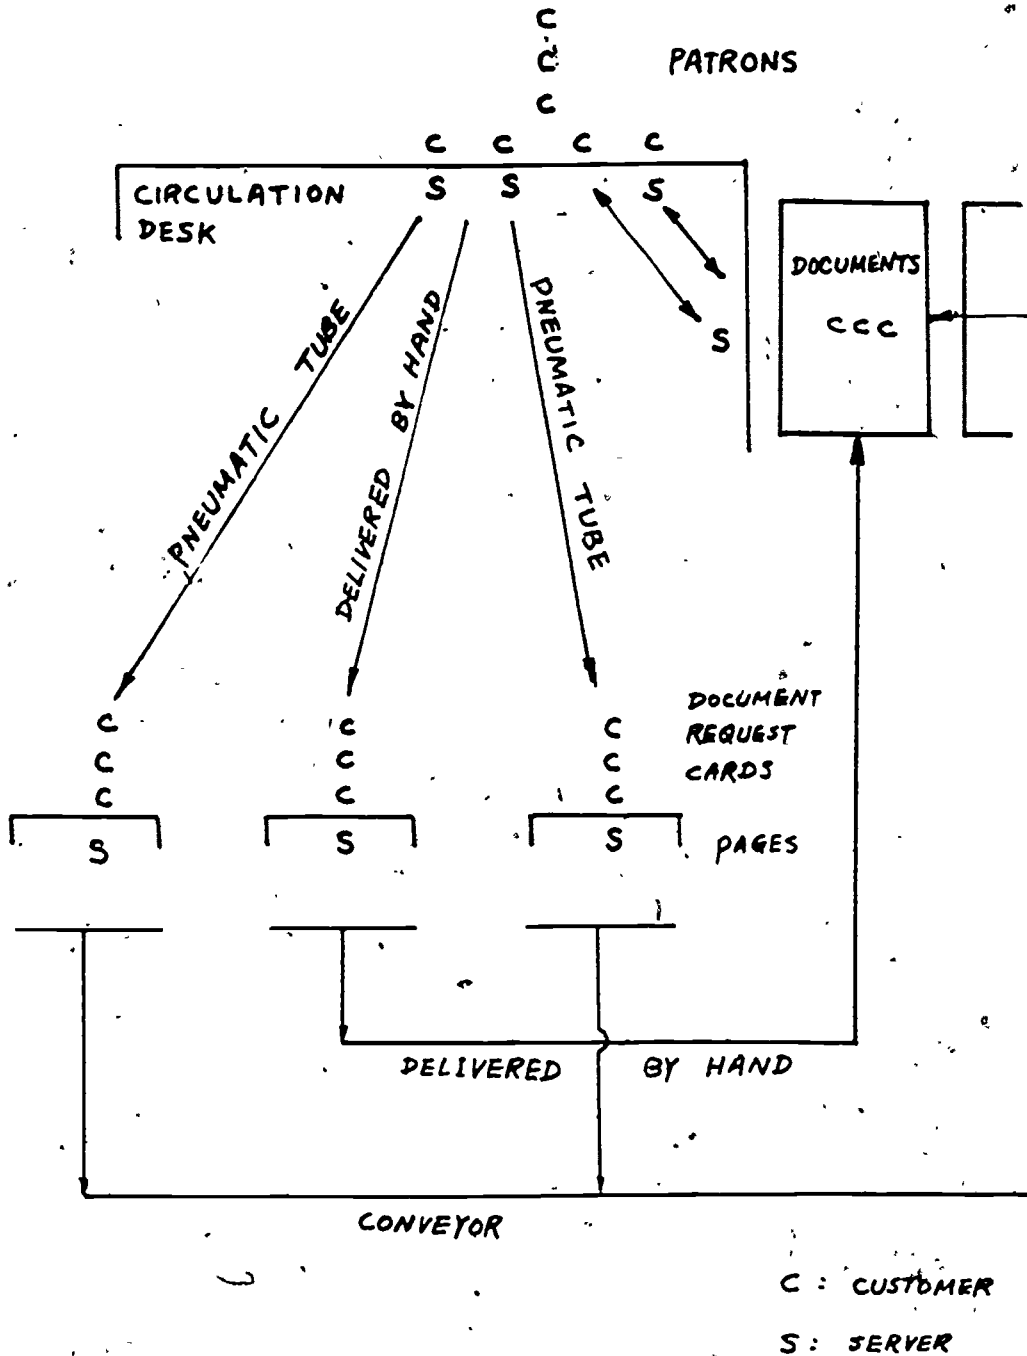 C
C
C
PATRONS
C C C C
CIRCULATION
DESK
S S S
S
DOCUMENTS
C C C
PNEUMATIC TUBE
DELIVERED BY HAND
PNEUMATIC TUBE
C C C
C C C
C C C
DOCUMENT
REQUEST
CARDS
S S S
PAGES
DELIVERED BY HAND
CONVEYOR
C : CUSTOMER
S : SERVER